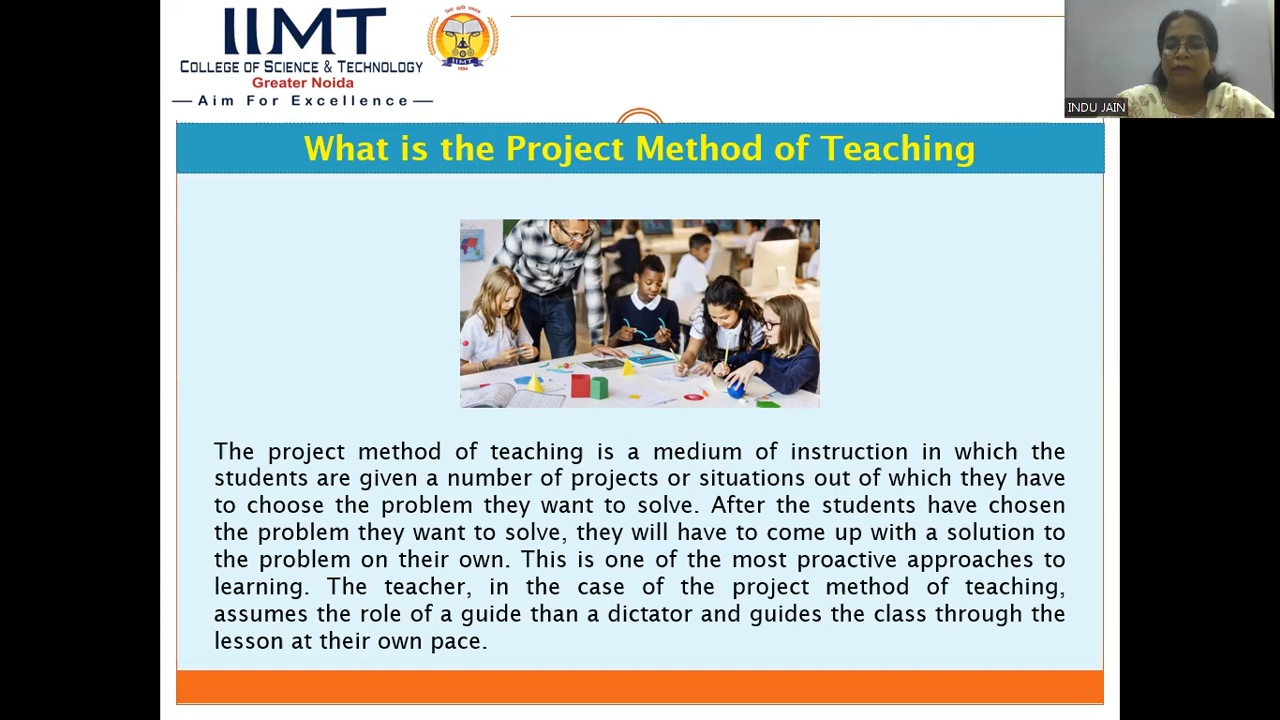 IIMT
COLLEGE OF SCIENCE & TECHNOLOGY
Greater Noida
Aim For Excellence
IIMT
1994
INDU JAIN
What is the Project Method of Teaching
The project method of teaching is a medium of instruction in which the
students are given a number of projects or situations out of which they have
to choose the problem they want to solve. After the students have chosen
the problem they want to solve, they will have to come up with a solution to
the problem on their own. This is one of the most proactive approaches to
learning. The teacher, in the case of the project method of teaching,
assumes the role of a guide than a dictator and guides the class through the
lesson at their own pace.